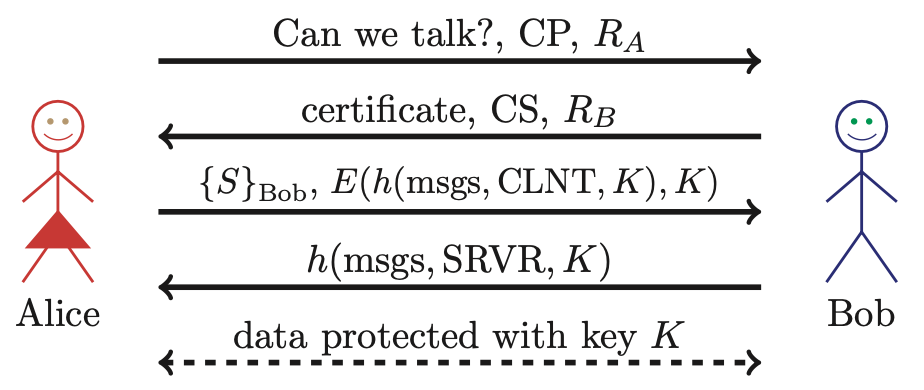 Can we talk?, CP, R_A
certificate, CS, R_B
{S}_Bob, E(h(msgs, CLNT, K), K)
h(msgs, SRVR, K)
Alice
Bob
data protected with key K